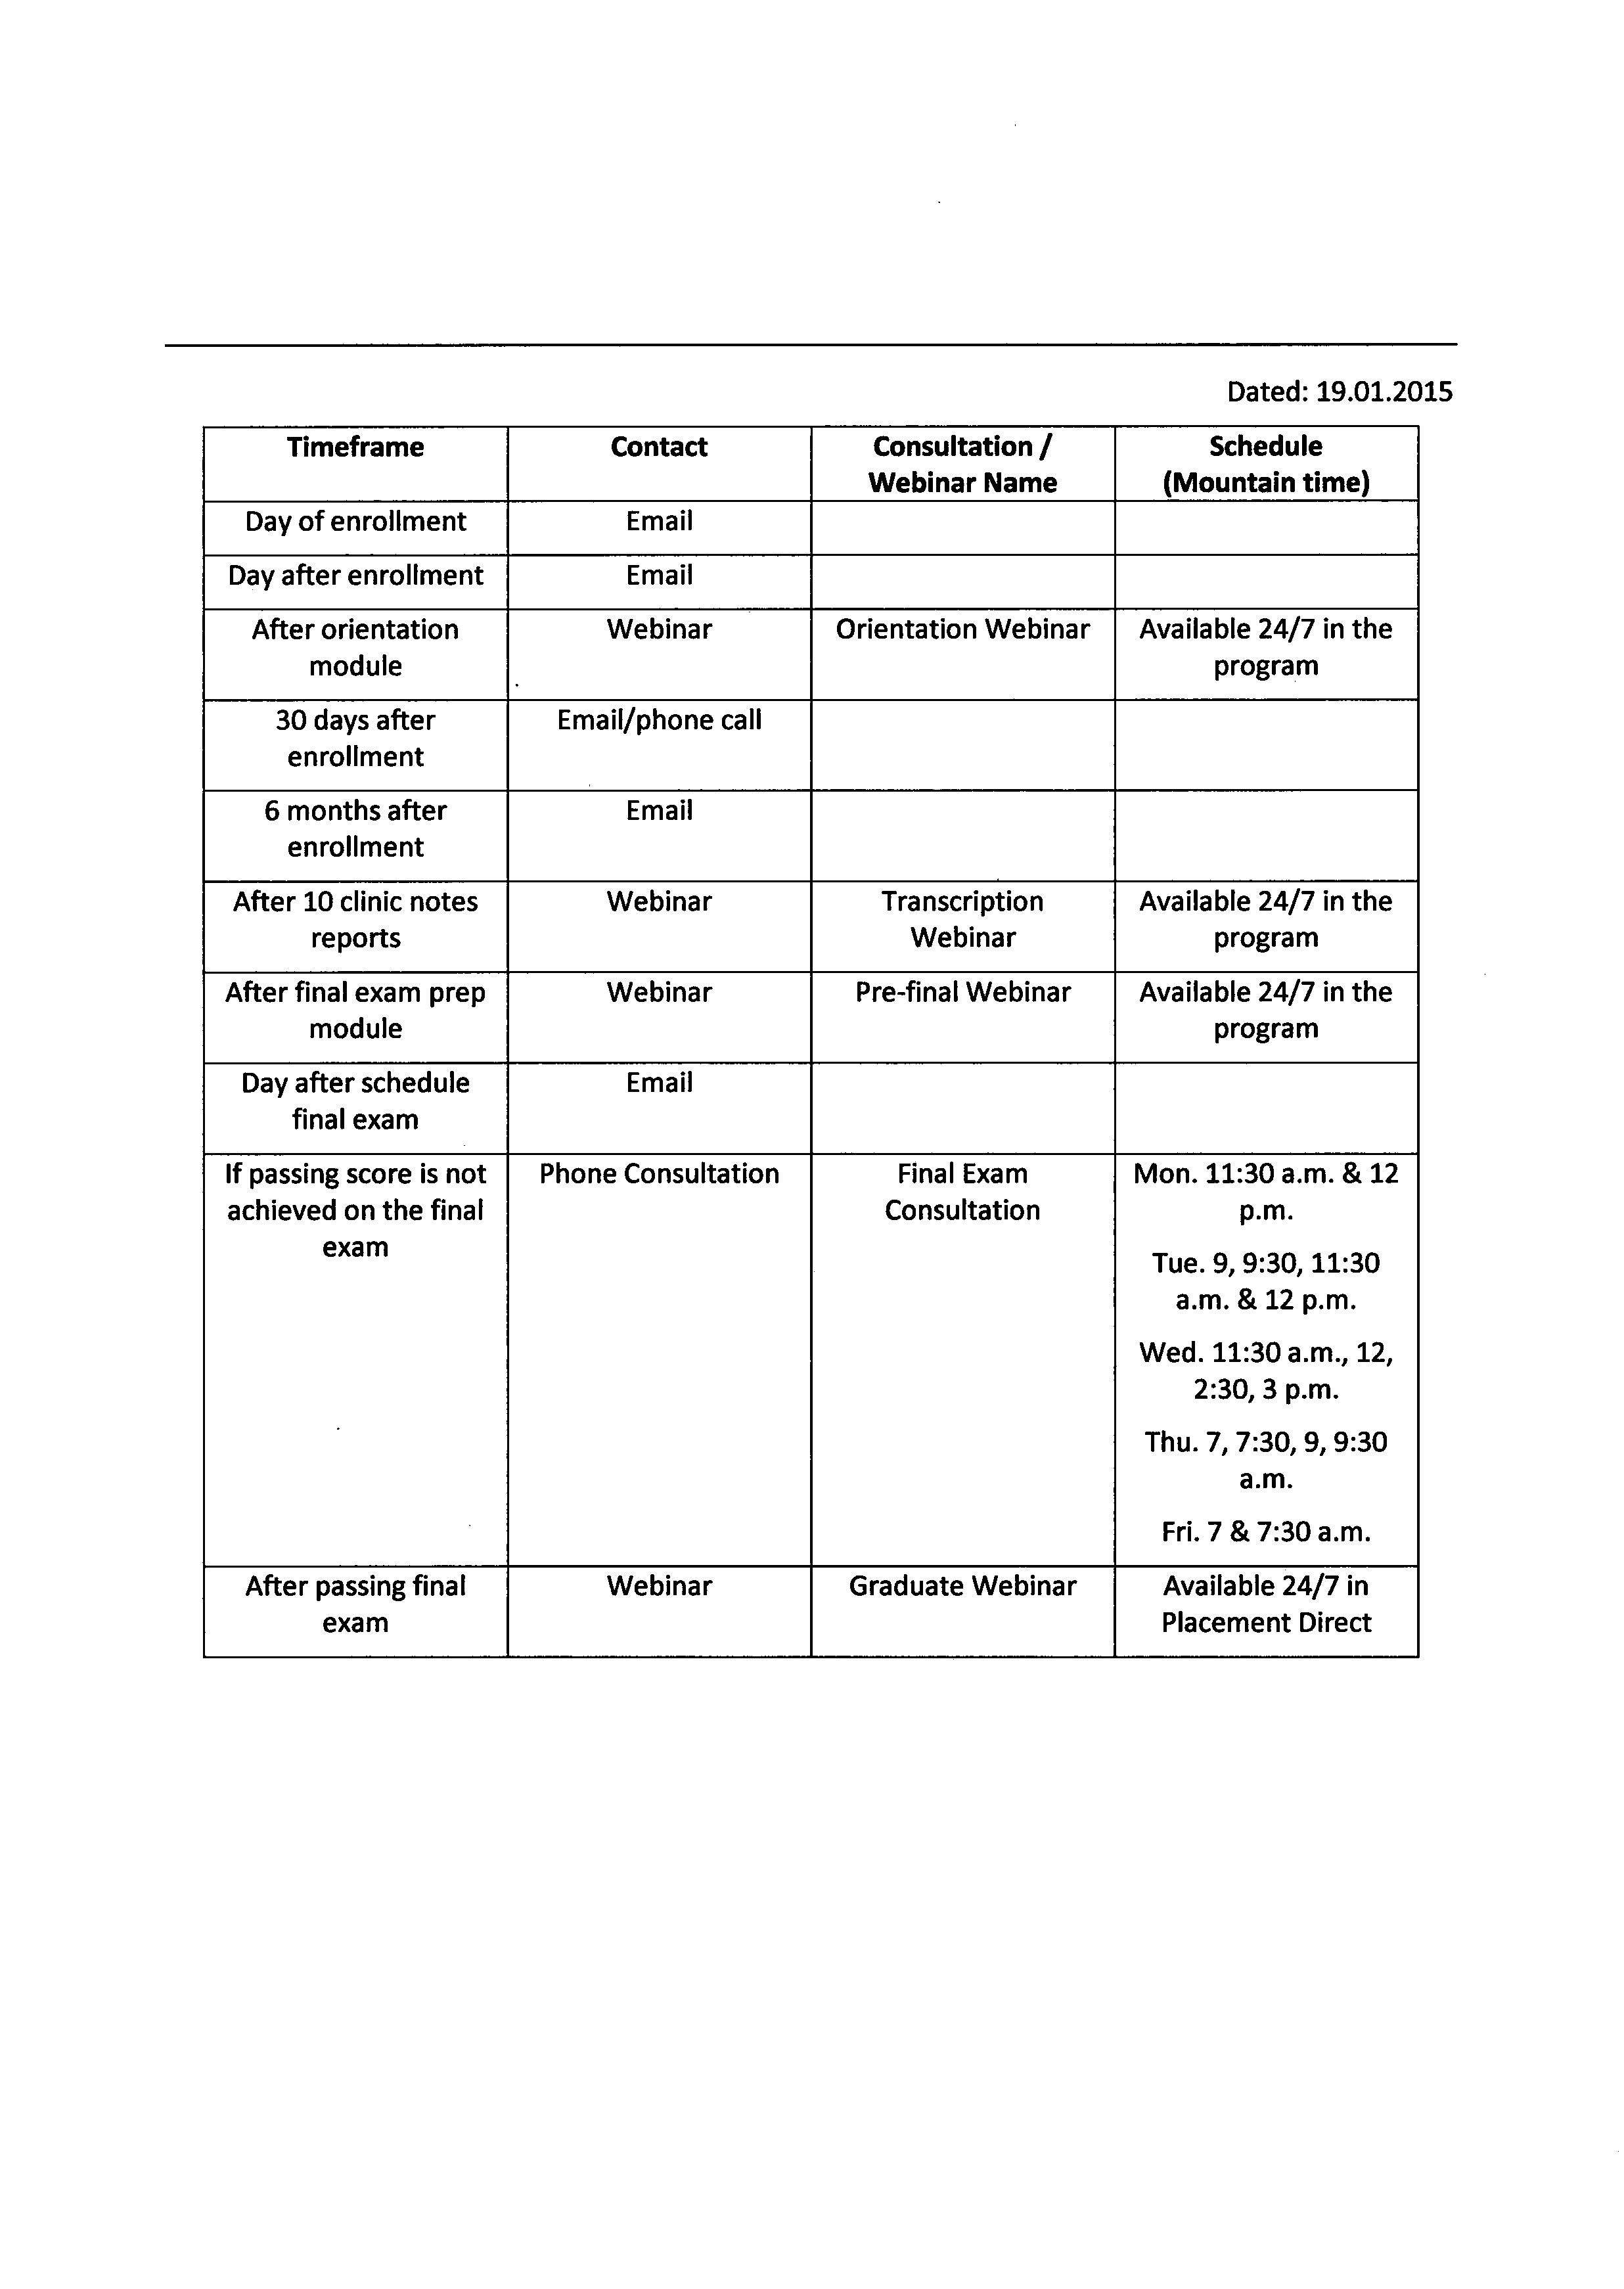 Dated: 19.01.2015
Timeframe Contact Consultation / Schedule
Webinar Name (Mountain time)
Day of enrollment Email
Day after enrollment Email
After orientation Webinar Orientation Webinar Available 24/7 in the
module program
30 days after Email/phone call
enrollment
6 months after Email
enrollment
After 10 clinic notes Webinar Transcription Available 24/7 in the
reports Webinar program
After final exam prep Webinar Pre-final Webinar Available 24/7 in the
module program
Day after schedule Email
final exam
If passing score is not Phone Consultation Final Exam Mon. 11:30 a.m. & 12
achieved on the final Consultation p.m.
exam
Tue. 9, 9:30, 11:30
a.m. & 12 p.m.
Wed. 11:30 a.m., 12,
2:30, 3 p.m.
Thu. 7, 7:30, 9, 9:30
a.m.
Fri. 7 & 7:30 a.m.
After passing final Webinar Graduate Webinar Available 24/7 in
exam Placement Direct